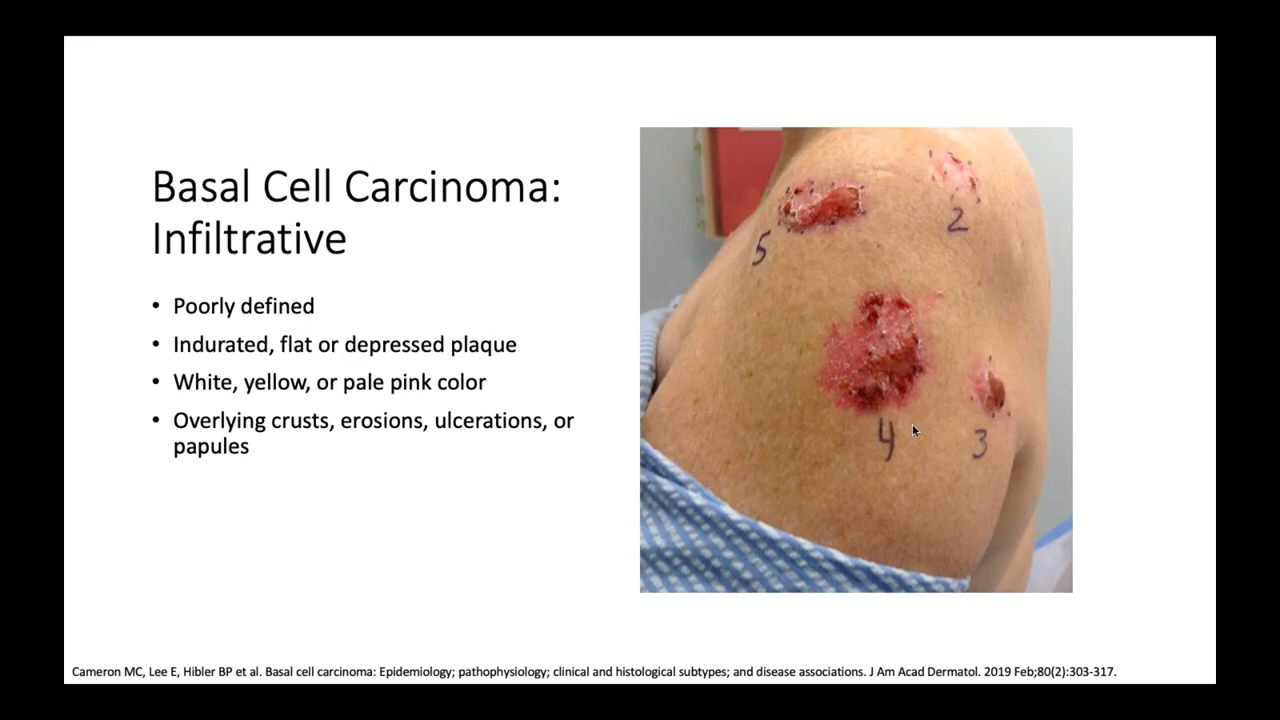 Basal Cell Carcinoma:
Infiltrative
• Poorly defined
• Indurated, flat or depressed plaque
• White, yellow, or pale pink color
• Overlying crusts, erosions, ulcerations, or
papules
2
5
4
3
Cameron MC, Lee E, Hibler BP et al. Basal cell carcinoma: Epidemiology; pathophysiology; clinical and histological subtypes; and disease associations. J Am Acad Dermatol. 2019 Feb;80(2):303-317.